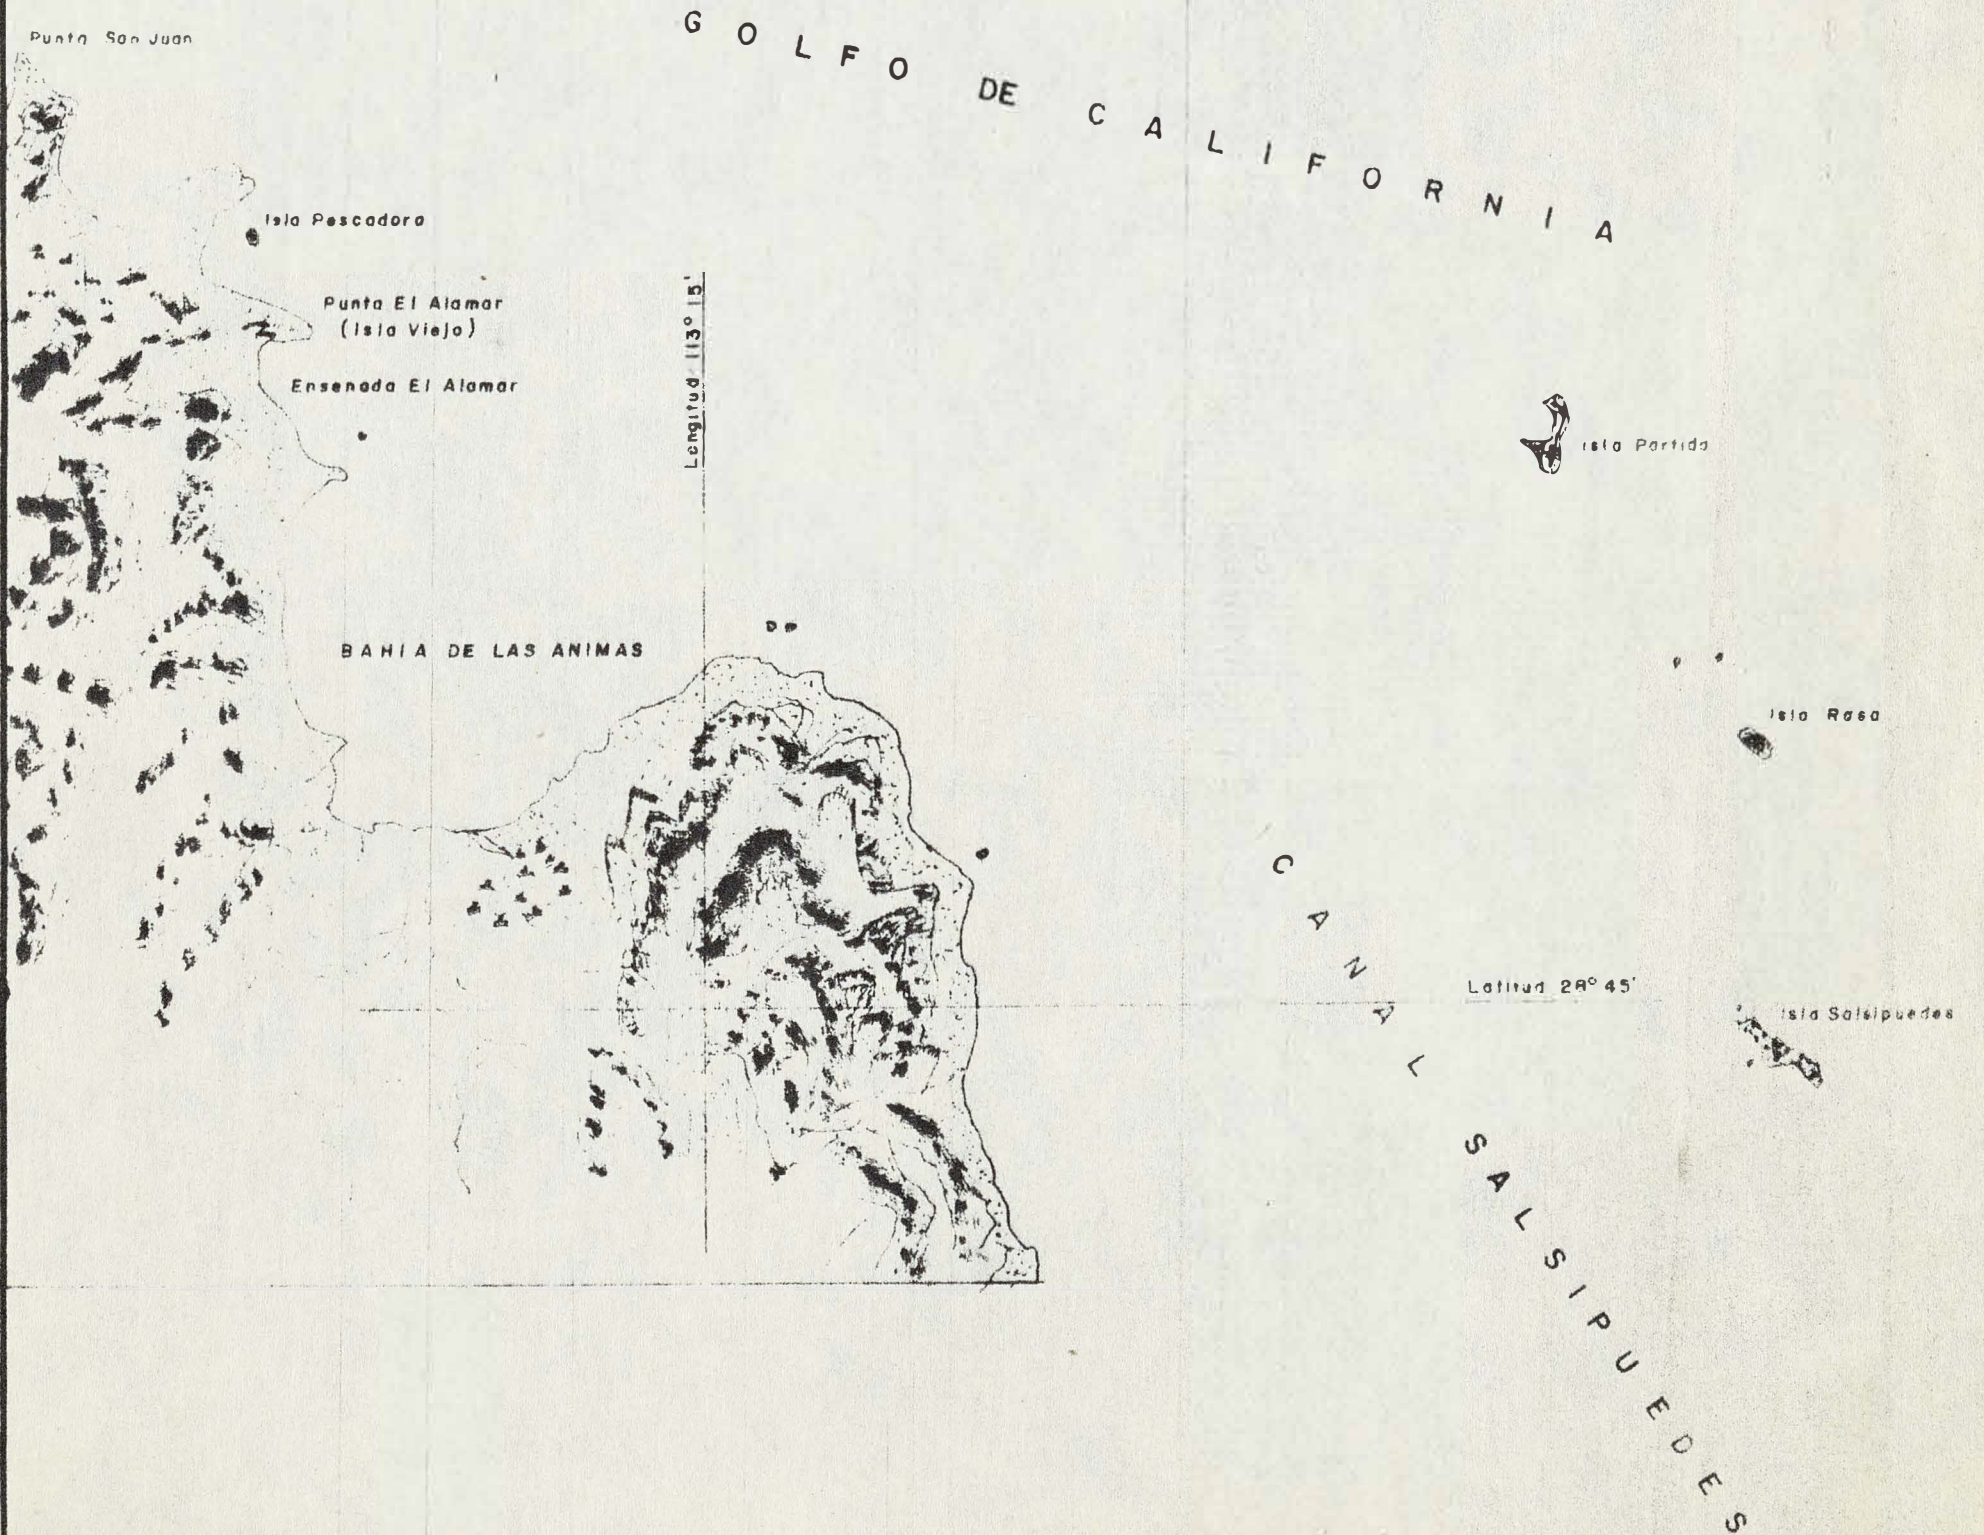 Punta San Juan
GOLFO DE CALIFORNIA
Isla Pescadora
Punta El Alamar
(Isla Viejo)
Ensenada El Alamar
Longitud 113° 15'
Isla Partida
BAHIA DE LAS ANIMAS
Isla Rasa
CANAL SALSIPUEDES
Latitud 28° 45'
Isla Salsipuedes